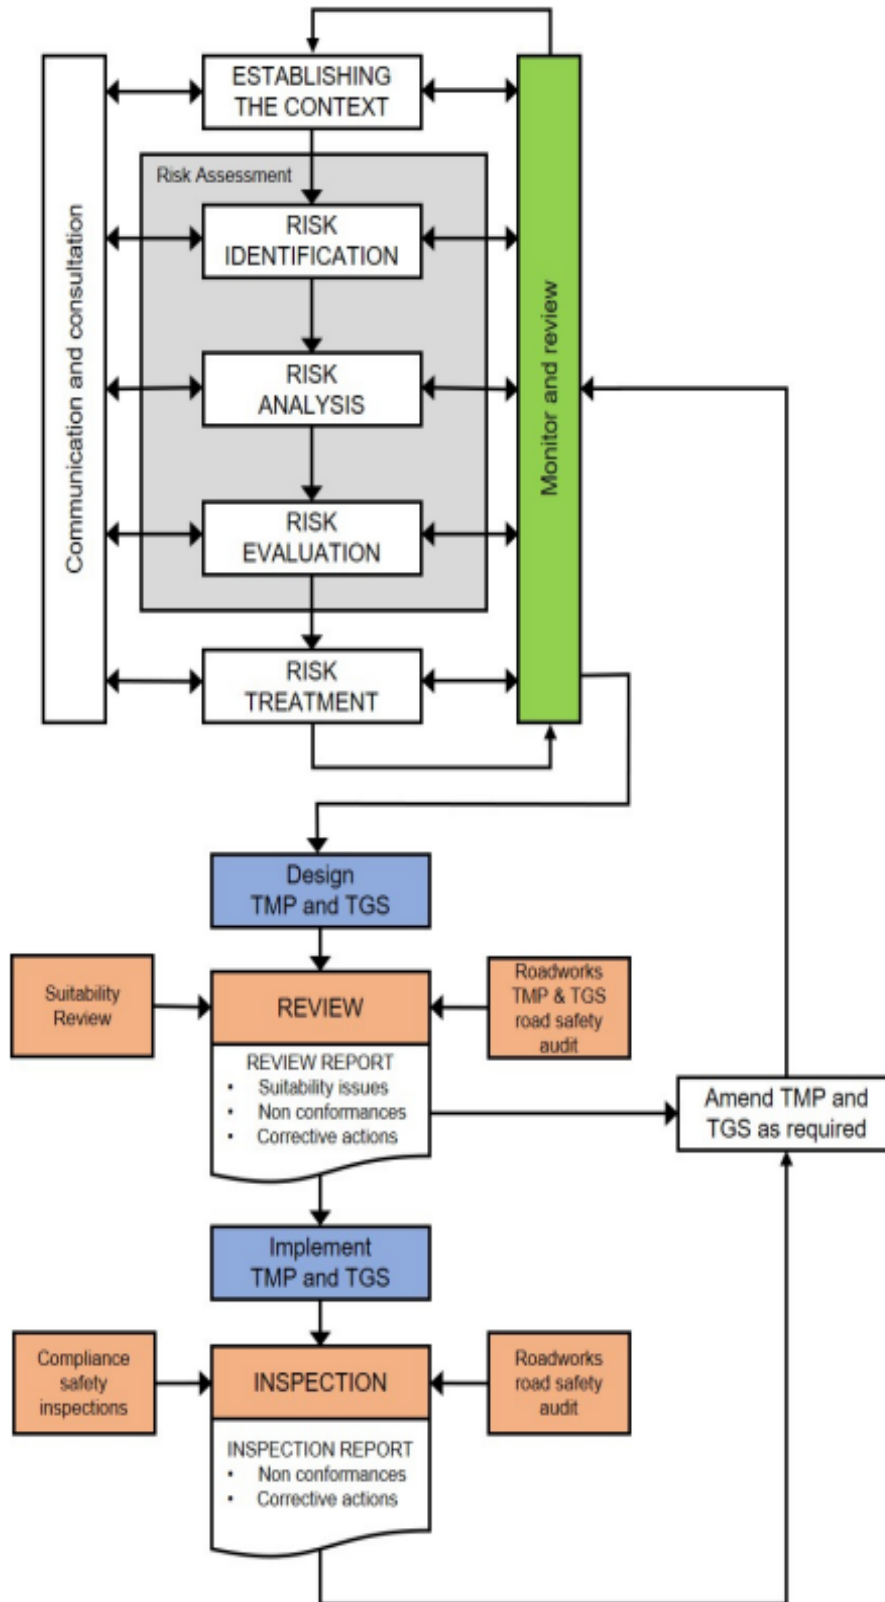 ESTABLISHING
THE CONTEXT
Risk Assessment
RISK
IDENTIFICATION
RISK
ANALYSIS
RISK
EVALUATION
RISK
TREATMENT
Communication and consultation
Monitor and review
Design
TMP and TGS
Suitability
Review
REVIEW
Roadworks
TMP & TGS
road safety
audit
REVIEW REPORT
• Suitability issues
• Non conformances
• Corrective actions
Amend TMP and
TGS as required
Implement
TMP and TGS
Compliance
safety
inspections
INSPECTION
Roadworks
road safety
audit
INSPECTION REPORT
• Non conformances
• Corrective actions